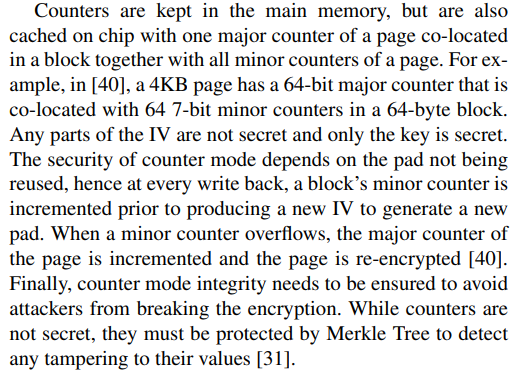 Counters are kept in the main memory, but are also
cached on chip with one major counter of a page co-located
in a block together with all minor counters of a page. For ex-
ample, in [40], a 4KB page has a 64-bit major counter that is
co-located with 64 7-bit minor counters in a 64-byte block.
Any parts of the IV are not secret and only the key is secret.
The security of counter mode depends on the pad not being
reused, hence at every write back, a block's minor counter is
incremented prior to producing a new IV to generate a new
pad. When a minor counter overflows, the major counter of
the page is incremented and the page is re-encrypted [40].
Finally, counter mode integrity needs to be ensured to avoid
attackers from breaking the encryption. While counters are
not secret, they must be protected by Merkle Tree to detect
any tampering to their values [31].